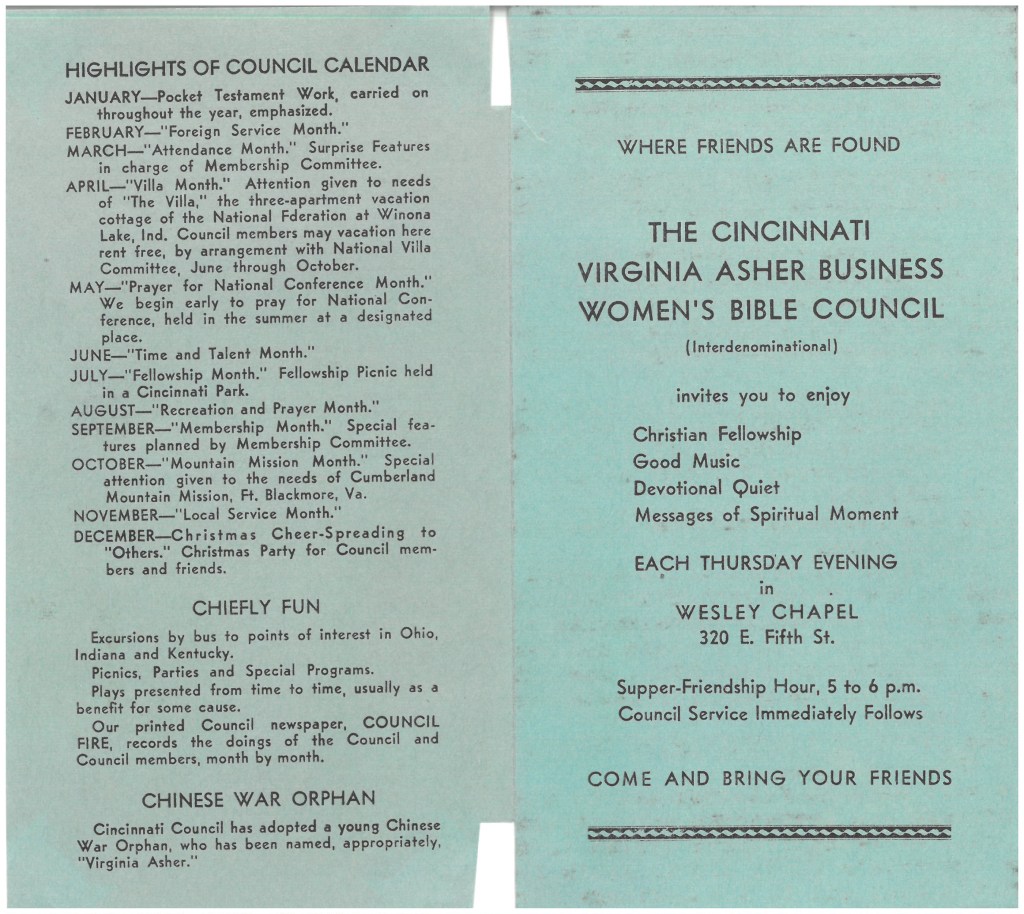 HIGHLIGHTS OF COUNCIL CALENDAR
JANUARY—Pocket Testament Work, carried on
throughout the year, emphasized.
FEBRUARY—"Foreign Service Month."
MARCH—"Attendance Month." Surprise Features
in charge of Membership Committee.
APRIL—"Villa Month." Attention given to needs
of "The Villa," the three-apartment vacation
cottage of the National Fderation at Winona
Lake, Ind. Council members may vacation here
rent free, by arrangement with National Villa
Committee, June through October.
MAY—"Prayer for National Conference Month."
We begin early to pray for National Con-
ference, held in the summer at a designated
place.
JUNE—"Time and Talent Month."
JULY—"Fellowship Month." Fellowship Picnic held
in a Cincinnati Park.
AUGUST—"Recreation and Prayer Month."
SEPTEMBER—"Membership Month." Special fea-
tures planned by Membership Committee.
OCTOBER—"Mountain Mission Month." Special
attention given to the needs of Cumberland
Mountain Mission, Ft. Blackmore, Va.
NOVEMBER—"Local Service Month."
DECEMBER—Christmas Cheer-Spreading to
"Others." Christmas Party for Council mem-
bers and friends.
CHIEFLY FUN
Excursions by bus to points of interest in Ohio,
Indiana and Kentucky.
Picnics, Parties and Special Programs.
Plays presented from time to time, usually as a
benefit for some cause.
Our printed Council newspaper, COUNCIL
FIRE, records the doings of the Council and
Council members, month by month.
CHINESE WAR ORPHAN
Cincinnati Council has adopted a young Chinese
War Orphan, who has been named, appropriately,
"Virginia Asher."
WHERE FRIENDS ARE FOUND
THE CINCINNATI
VIRGINIA ASHER BUSINESS
WOMEN'S BIBLE COUNCIL
(Interdenominational)
invites you to enjoy
Christian Fellowship
Good Music
Devotional Quiet
Messages of Spiritual Moment
EACH THURSDAY EVENING
in
WESLEY CHAPEL
320 E. Fifth St.
Supper-Friendship Hour, 5 to 6 p.m.
Council Service Immediately Follows
COME AND BRING YOUR FRIENDS